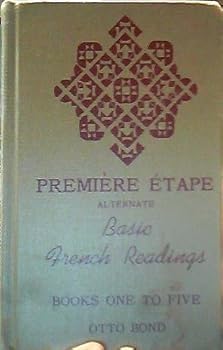 PREMIÈRE ÉTAPE
ALTERNATE
Basic
French Readings
BOOKS ONE TO FIVE
OTTO BOND